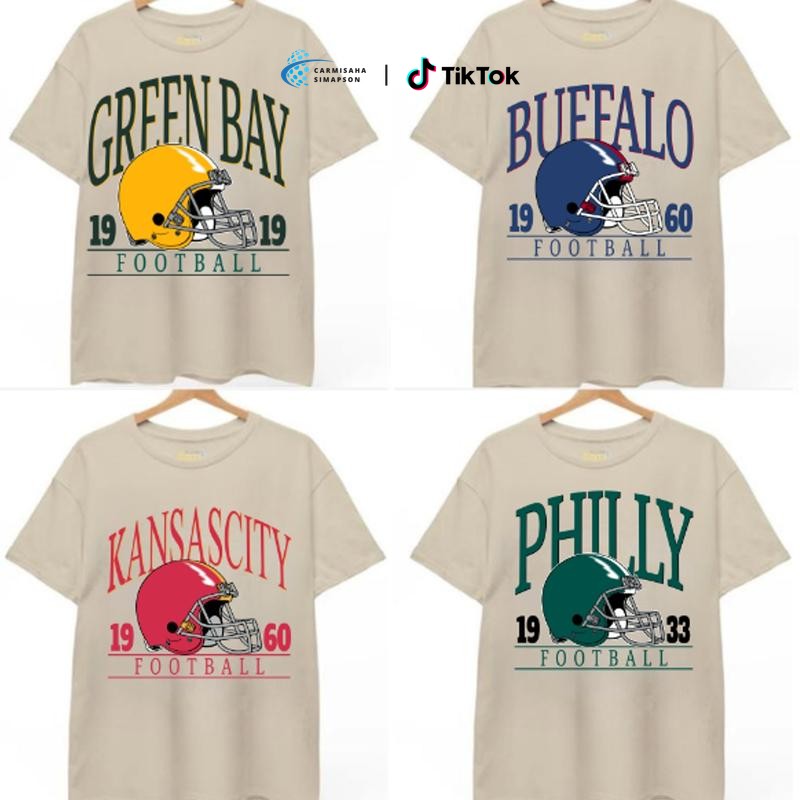 CARMISAHA
SIMAPSON
TikTok
GREEN BAY
19 19
FOOTBALL
BUFFALO
19 60
FOOTBALL
KANSASCITY
19 60
FOOTBALL
PHILLY
19 33
FOOTBALL